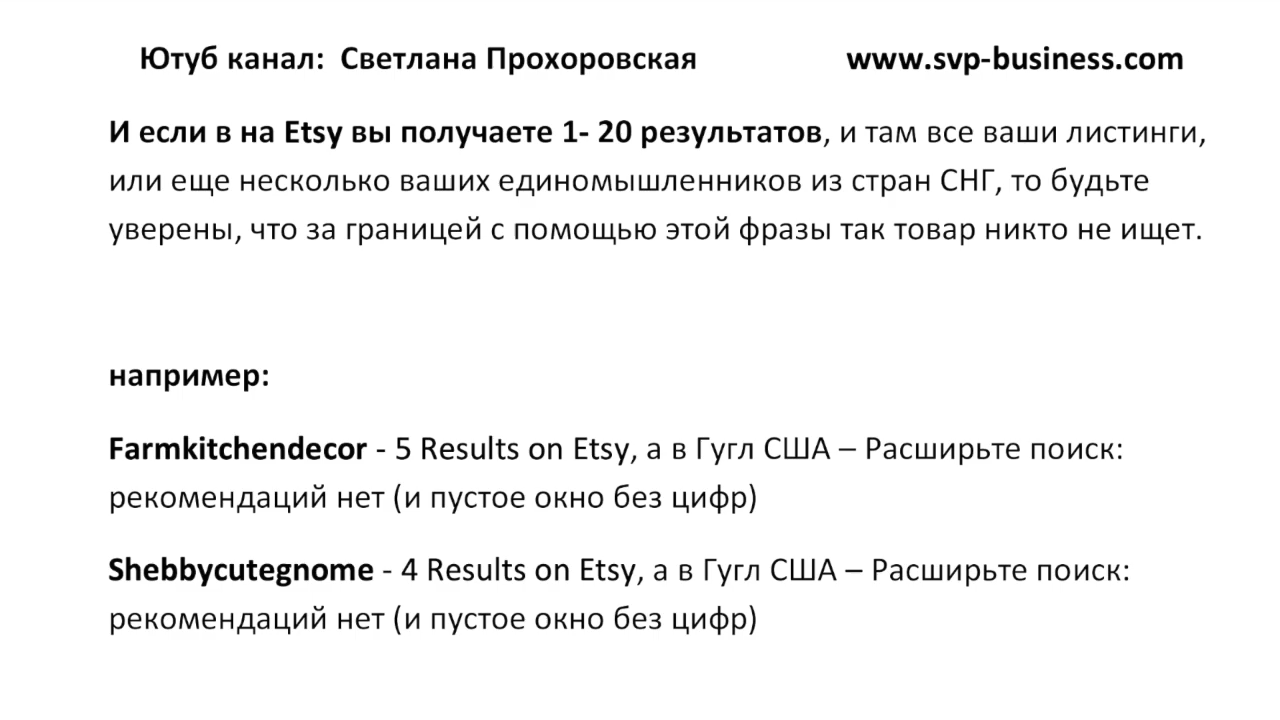 Ютуб канал: Светлана Прохоровская www.svp-business.com
И если в на Etsy вы получаете 1- 20 результатов, и там все ваши листинги,
или еще несколько ваших единомышленников из стран СНГ, то будьте
уверены, что за границей с помощью этой фразы так товар никто не ищет.
например:
Farmkitchendecor - 5 Results on Etsy, а в Гугл США – Расширьте поиск:
рекомендаций нет (и пустое окно без цифр)
Shebbycutegnome - 4 Results on Etsy, а в Гугл США – Расширьте поиск:
рекомендаций нет (и пустое окно без цифр)